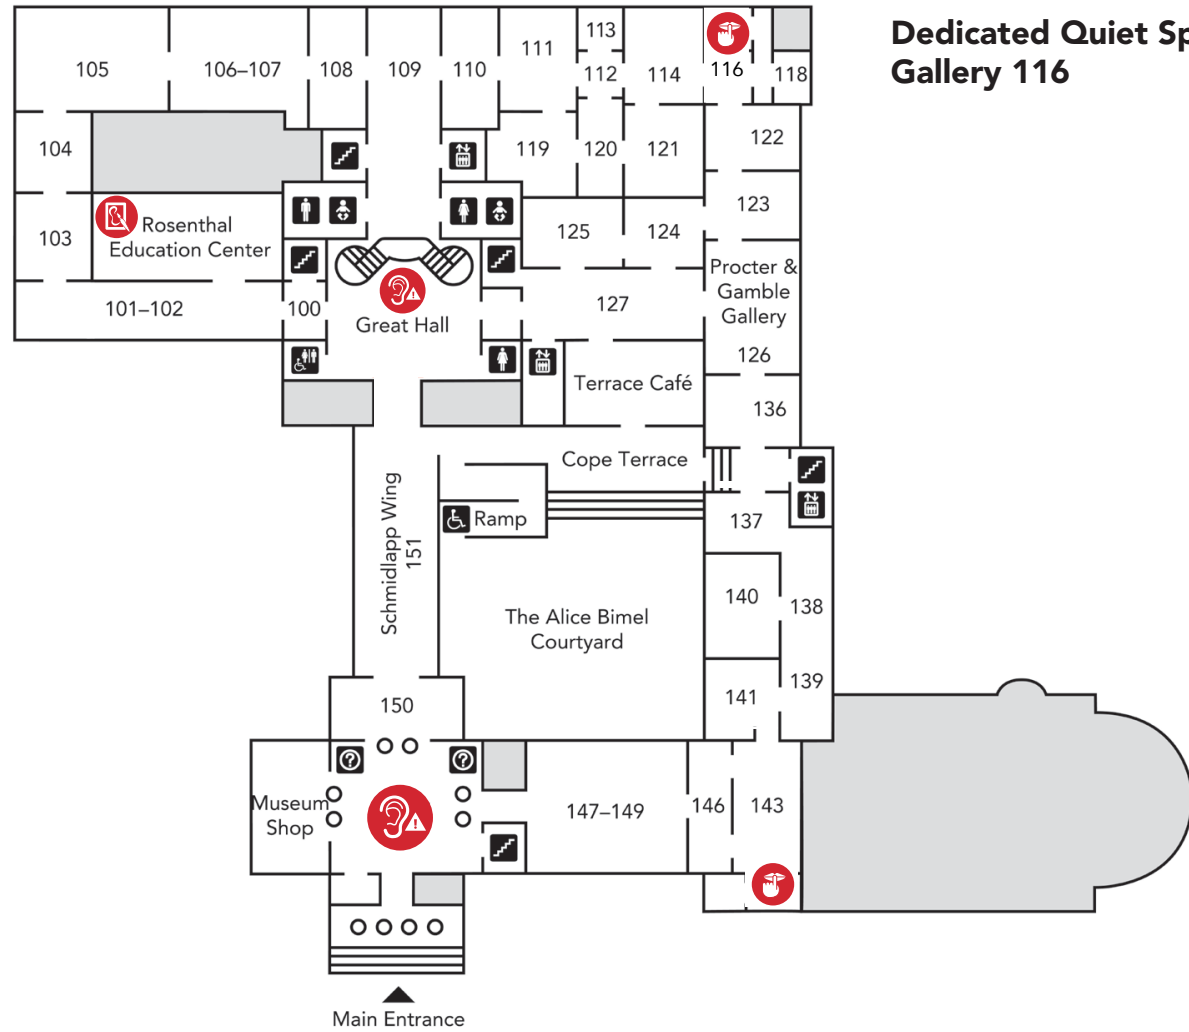 Dedicated Quiet Sp
Gallery 116
113
111
105
106–107
108
109
110
112
114
116
118
104
119
120
121
122
123
Rosenthal
Education Center
103
125
124
Procter &
Gamble
Gallery
126
101–102
100
Great Hall
127
Terrace Café
136
Cope Terrace
Schmidlapp Wing
151
Ramp
137
140
138
The Alice Bimel
Courtyard
139
141
150
?
?
Museum
Shop
147–149
146
143
Main Entrance